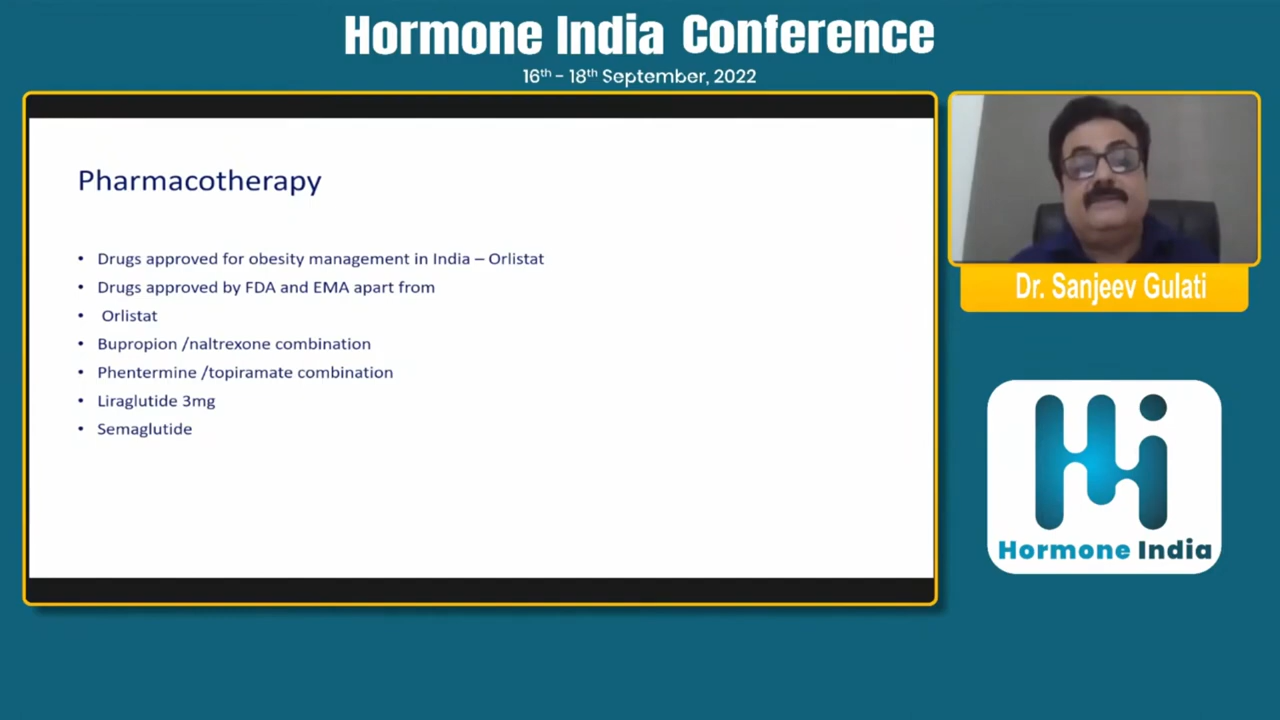 Hormone India Conference
16th - 18th September, 2022
Pharmacotherapy
• Drugs approved for obesity management in India – Orlistat
• Drugs approved by FDA and EMA apart from
• Orlistat
• Bupropion /naltrexone combination
• Phentermine /topiramate combination
• Liraglutide 3mg
• Semaglutide
Dr. Sanjeev Gulati
Hi
Hormone India